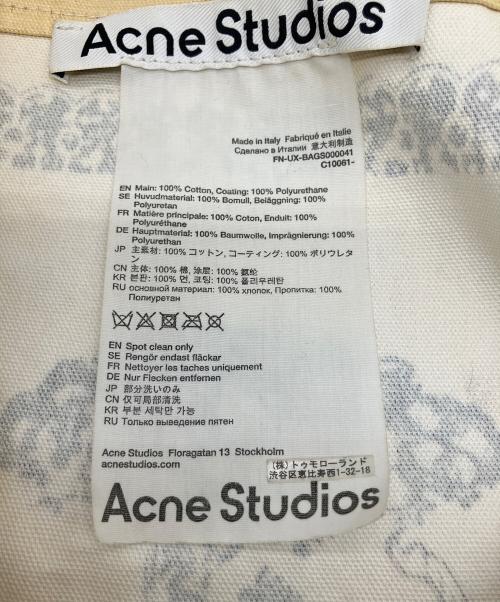 Acne Studios
Made in Italy Fabriqué en Italie
Сделано в Италии 意大利制造
FN-UX-BAGS000041
C10061-
EN Main: 100% Cotton, Coating: 100% Polyurethane
SE Huvudmaterial: 100% Bomull, Beläggning: 100%
Polyuretan
FR Matière principale: 100% Coton, Enduit: 100%
Polyuréthane
DE Hauptmaterial: 100% Baumwolle, Imprägnierung: 100%
Polyurethan
JP 主素材: 100% コットン, コーティング: 100% ポリウレタ
ン
CN 主体: 100% 棉, 涂层: 100% 氨纶
KR 본판: 100% 면, 코팅: 100% 폴리우레탄
RU основной материал: 100% хлопок, Пропитка: 100%
Полиуретан
EN Spot clean only
SE Rengör endast fläckar
FR Nettoyer les taches uniquement
DE Nur Flecken entfernen
JP 部分洗いのみ
CN 仅可局部清洗
KR 부분 세탁만 가능
RU Только выведение пятен
Acne Studios Floragatan 13 Stockholm
acnestudios.com
(株)トゥモローランド
渋谷区恵比寿西1-32-18
Acne Studios